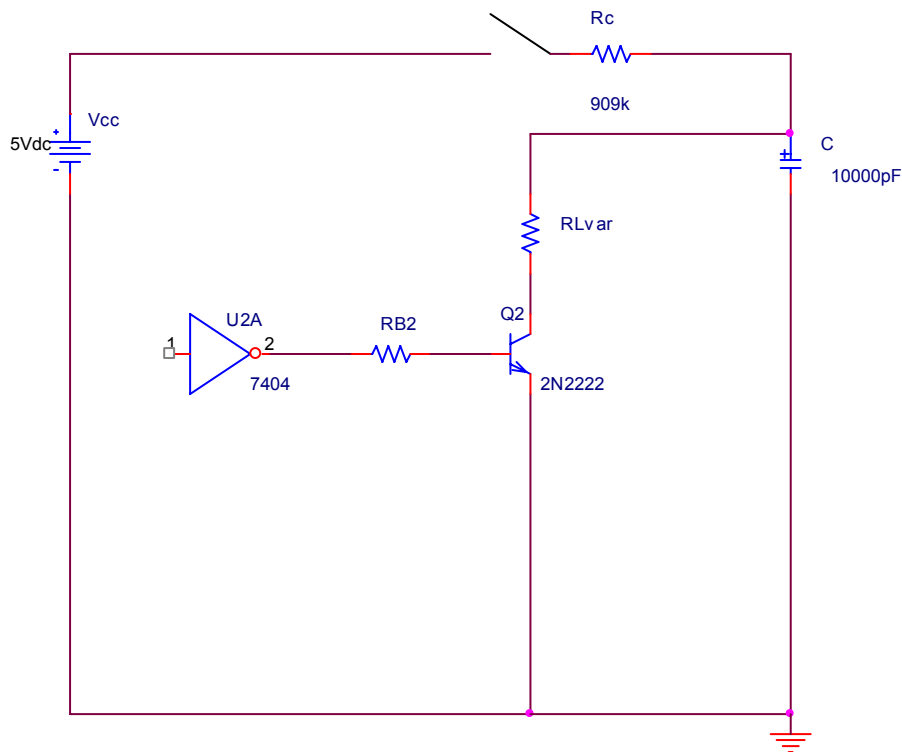 Rc
909k
Vcc
5Vdc
C
10000pF
RLvar
U2A
1
2
7404
RB2
Q2
2N2222